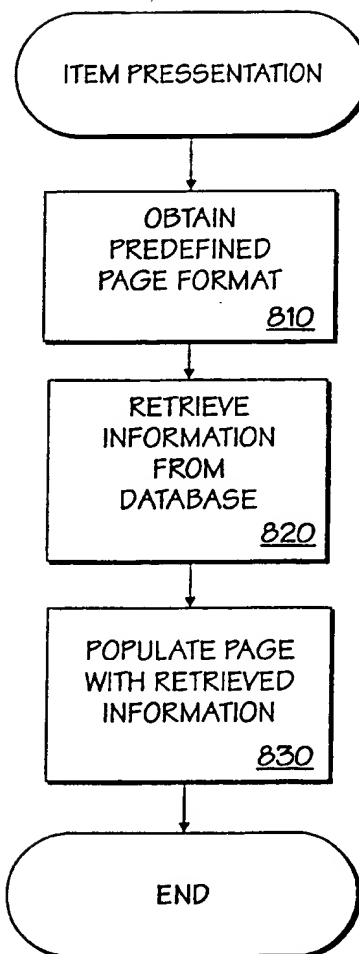 ITEM PRESSENTATION
OBTAIN
PREDEFINED
PAGE FORMAT
810
RETRIEVE
INFORMATION
FROM
DATABASE
820
POPULATE PAGE
WITH RETRIEVED
INFORMATION
830
END